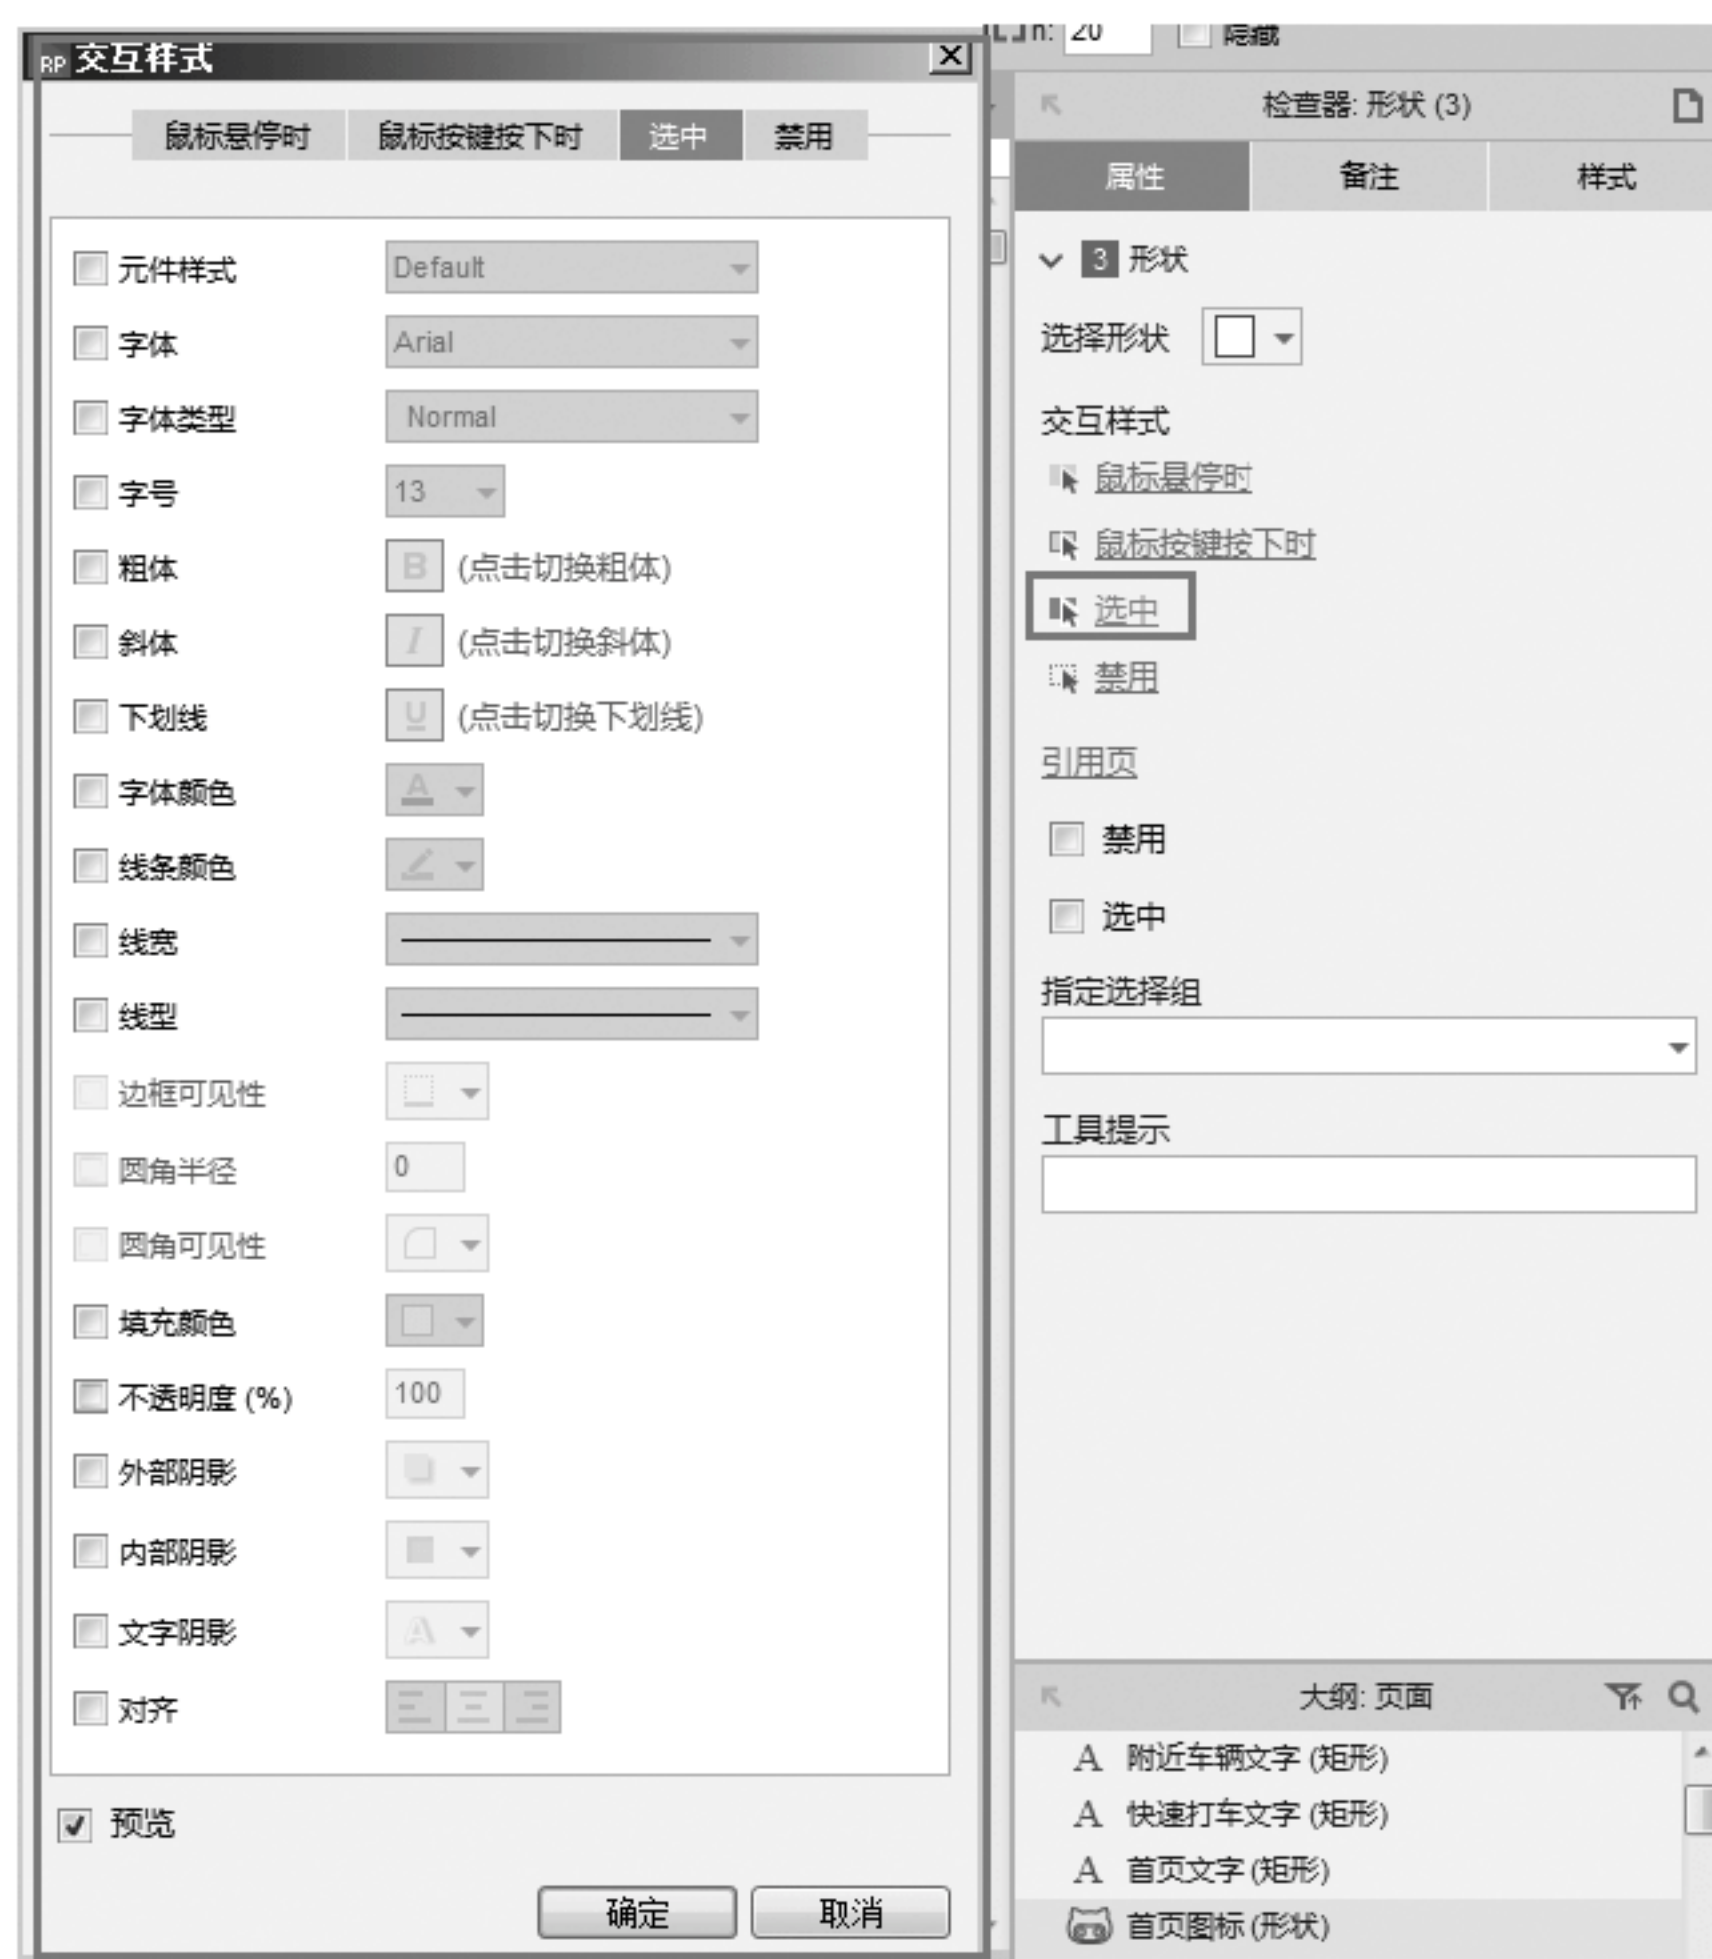 RP 交互样式
鼠标悬停时 鼠标按键按下时 选中 禁用
元件样式 Default
字体 Arial
字体类型 Normal
字号 13
粗体 B (点击切换粗体)
斜体 I (点击切换斜体)
下划线 U (点击切换下划线)
字体颜色 A
线条颜色
线宽
线型
边框可见性
圆角半径 0
圆角可见性
填充颜色
不透明度 (%) 100
外部阴影
内部阴影
文字阴影 A
对齐
预览
确定 取消
h: 20 隐藏
检查器: 形状 (3)
属性 备注 样式
3 形状
选择形状
交互样式
鼠标悬停时
鼠标按键按下时
选中
禁用
引用页
禁用
选中
指定选择组
工具提示
大纲: 页面
A 附近车辆文字 (矩形)
A 快速打车文字 (矩形)
A 首页文字 (矩形)
首页图标 (形状)